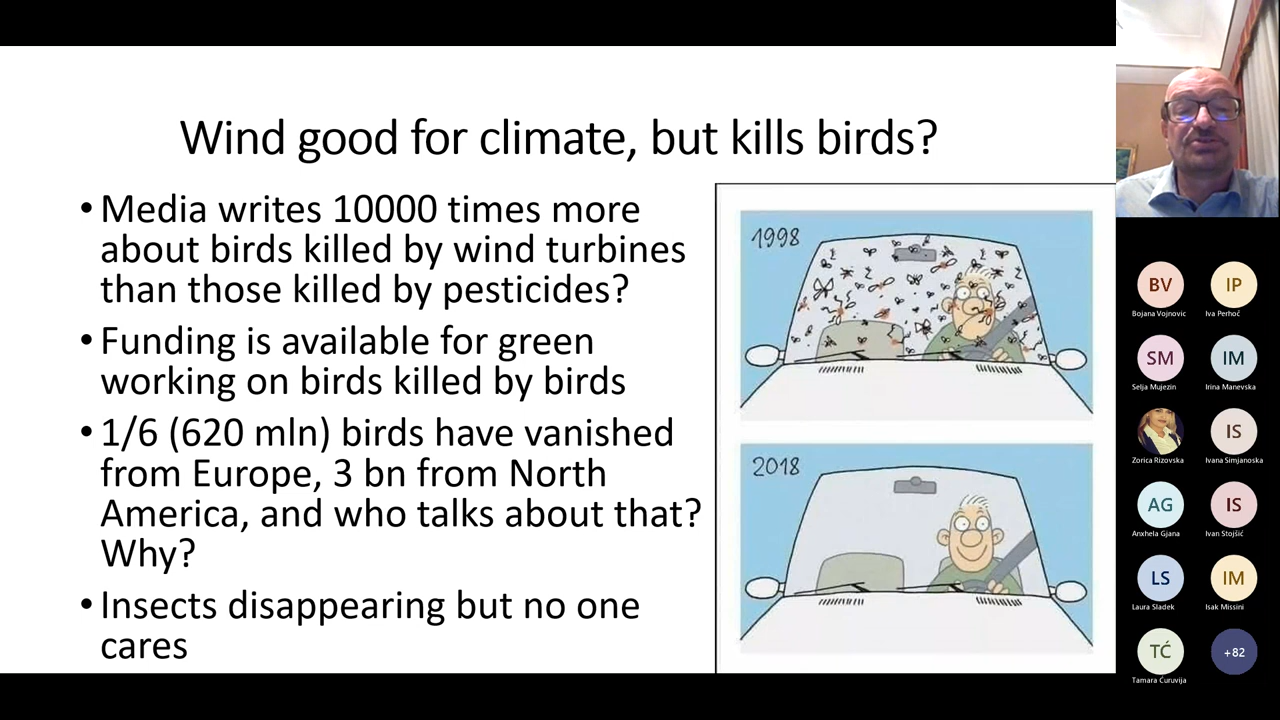 Wind good for climate, but kills birds?
• Media writes 10000 times more
about birds killed by wind turbines
than those killed by pesticides?
• Funding is available for green
working on birds killed by birds
• 1/6 (620 mln) birds have vanished
from Europe, 3 bn from North
America, and who talks about that?
Why?
• Insects disappearing but no one
cares
1998
2018
BV
Bojana Vojnovic
IP
Iva Perhoč
SM
Selja Mujezin
IM
Irina Manevska
Zorica Rizovska
IS
Ivana Simjanoska
AG
Anxhela Gjana
IS
Ivan Stojšić
LS
Laura Sladek
IM
Isak Missini
TĆ
Tamara Ćuruvija
+82